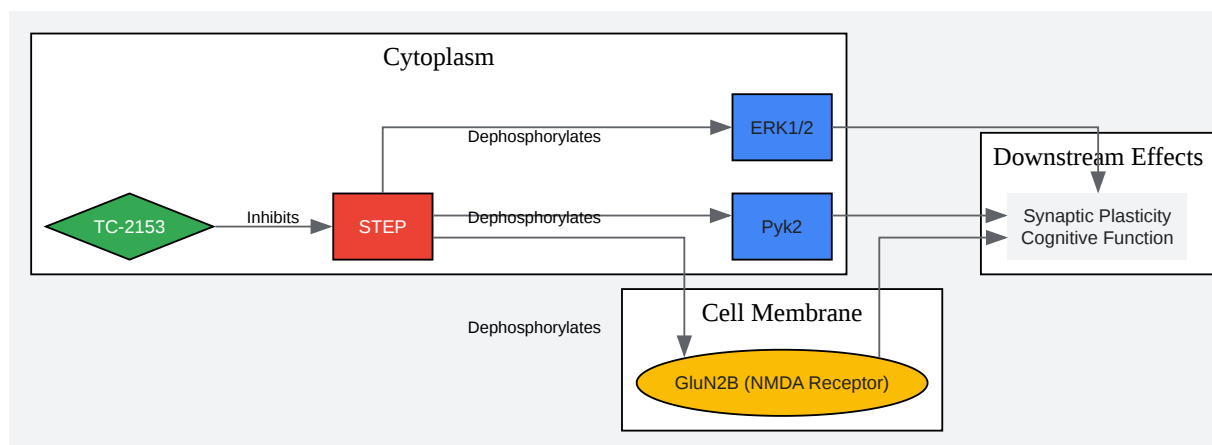 Cytoplasm
ERK1/2
Dephosphorylates
Downstream Effects
TC-2153
Inhibits
STEP
Dephosphorylates
Pyk2
Synaptic Plasticity
Cognitive Function
Cell Membrane
Dephosphorylates
GluN2B (NMDA Receptor)